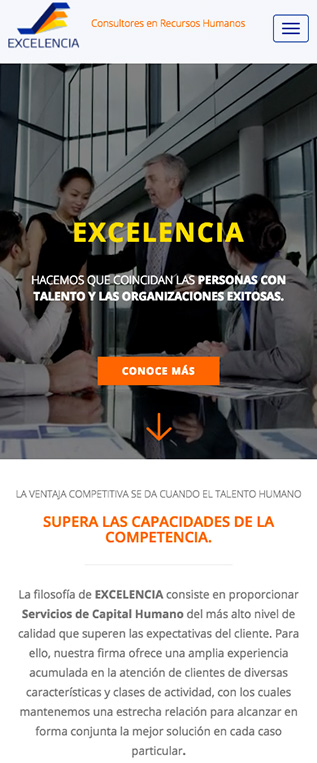 EXCELENCIA
Consultores en Recursos Humanos
EXCELENCIA
HACEMOS QUE COINCIDAN LAS PERSONAS CON
TALENTO Y LAS ORGANIZACIONES EXITOSAS.
CONOCE MÁS
LA VENTAJA COMPETITIVA SE DA CUANDO EL TALENTO HUMANO
SUPERA LAS CAPACIDADES DE LA
COMPETENCIA.
La filosofía de EXCELENCIA consiste en proporcionar
Servicios de Capital Humano del más alto nivel de
calidad que superen las expectativas del cliente. Para
ello, nuestra firma ofrece una amplia experiencia
acumulada en la atención de clientes de diversas
características y clases de actividad, con los cuales
mantenemos una estrecha relación para alcanzar en
forma conjunta la mejor solución en cada caso
particular.